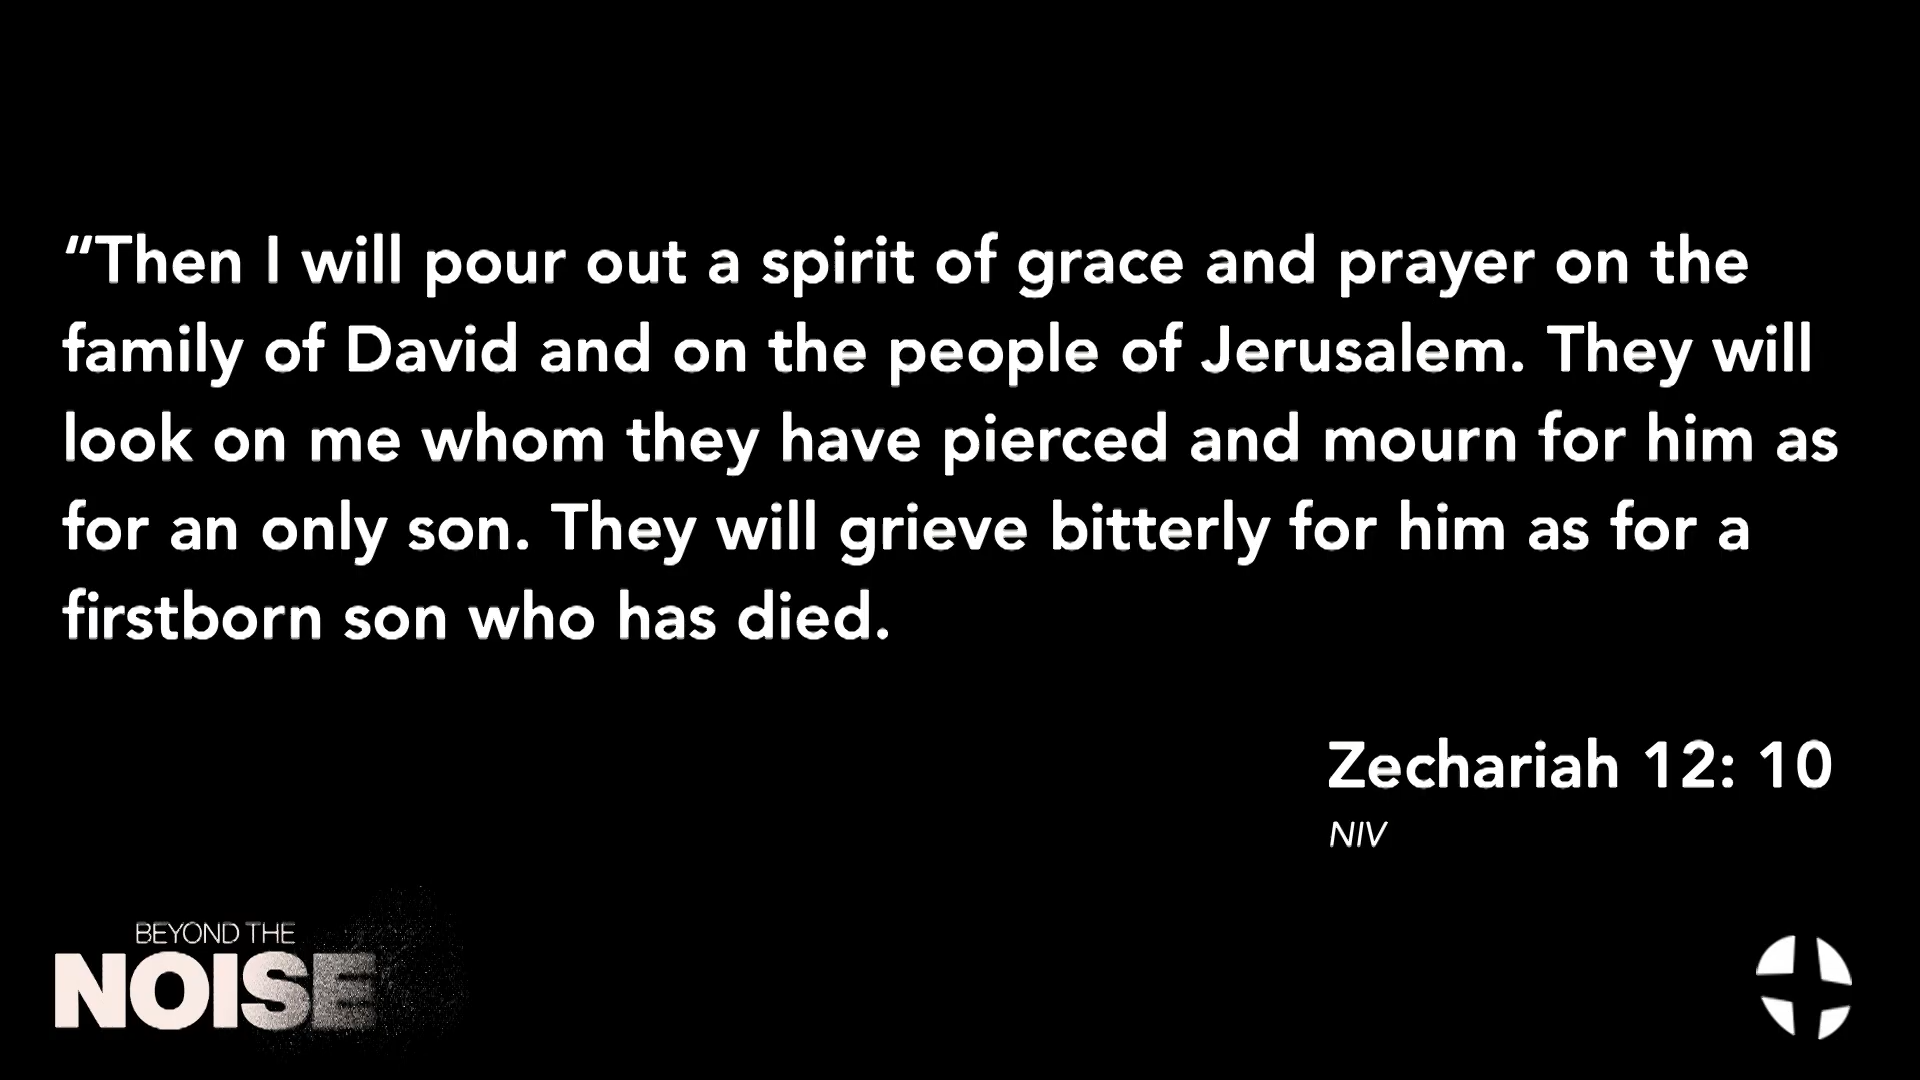 “Then I will pour out a spirit of grace and prayer on the
family of David and on the people of Jerusalem. They will
look on me whom they have pierced and mourn for him as
for an only son. They will grieve bitterly for him as for a
firstborn son who has died.
Zechariah 12: 10
NIV
BEYOND THE
NOISE